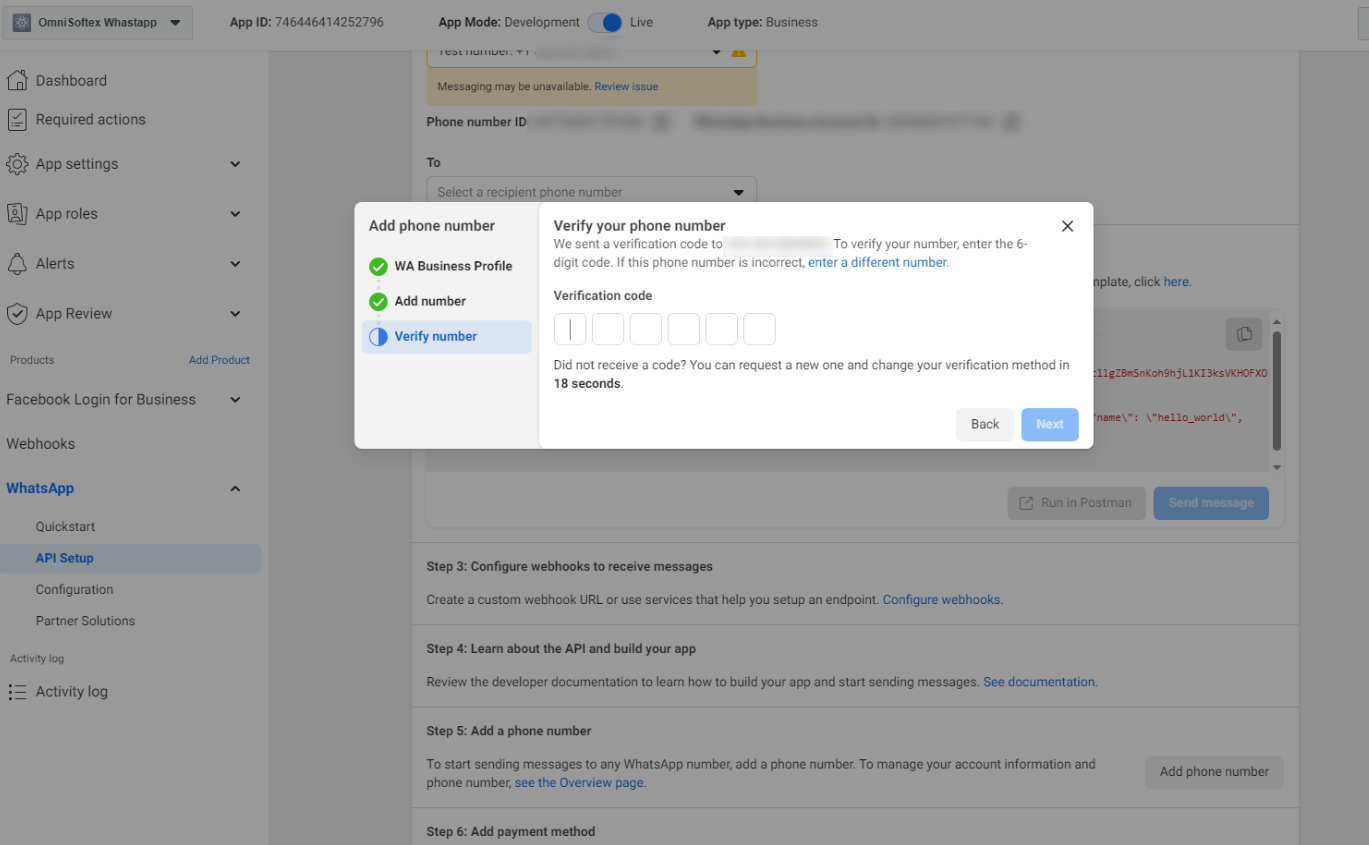 OmniSoftex Whastapp
App ID: 746446414252796
App Mode: Development
Live
App type: Business
Dashboard
Required actions
App settings
App roles
Alerts
App Review
Products
Add Product
Facebook Login for Business
Webhooks
WhatsApp
Quickstart
API Setup
Configuration
Partner Solutions
Activity log
Activity log
Test number: +1
Messaging may be unavailable. Review issue
Phone number ID
WhatsApp Business Account ID
To
Select a recipient phone number
Add phone number
WA Business Profile
Add number
Verify number
Verify your phone number
We sent a verification code to To verify your number, enter the 6-
digit code. If this phone number is incorrect, enter a different number.
Verification code
Did not receive a code? You can request a new one and change your verification method in
18 seconds.
Back
Next
click here.
cllgZBmSnKoh9hjL1KI3ksVKHOFXO
"name\": \"hello_world\",
Run in Postman
Send message
Step 3: Configure webhooks to receive messages
Create a custom webhook URL or use services that help you setup an endpoint. Configure webhooks.
Step 4: Learn about the API and build your app
Review the developer documentation to learn how to build your app and start sending messages. See documentation.
Step 5: Add a phone number
To start sending messages to any WhatsApp number, add a phone number. To manage your account information and
phone number, see the Overview page.
Add phone number
Step 6: Add payment method